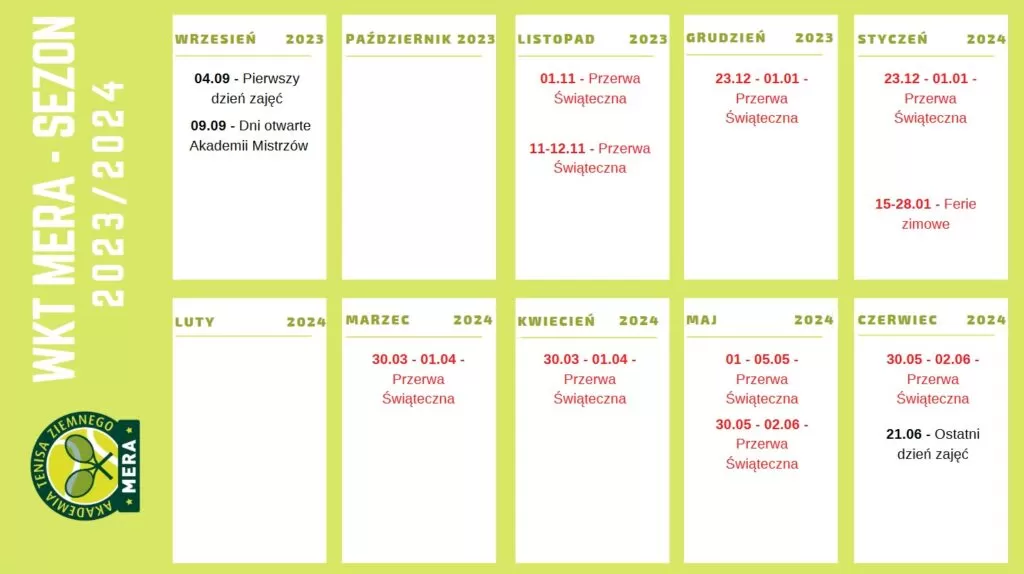 WKT MERA - SEZON
2023/2024
AKADEMIA TENISA ZIEMNEGO
MERA
WRZESIEŃ 2023
04.09 - Pierwszy
dzień zajęć
09.09 - Dni otwarte
Akademii Mistrzów
PAŹDZIERNIK 2023
LISTOPAD 2023
01.11 - Przerwa
Świąteczna
11-12.11 - Przerwa
Świąteczna
GRUDZIEŃ 2023
23.12 - 01.01 -
Przerwa
Świąteczna
STYCZEŃ 2024
23.12 - 01.01 -
Przerwa
Świąteczna
15-28.01 - Ferie
zimowe
LUTY 2024
MARZEC 2024
30.03 - 01.04 -
Przerwa
Świąteczna
KWIECIEŃ 2024
30.03 - 01.04 -
Przerwa
Świąteczna
MAJ 2024
01 - 05.05 -
Przerwa
Świąteczna
30.05 - 02.06 -
Przerwa
Świąteczna
CZERWIEC 2024
30.05 - 02.06 -
Przerwa
Świąteczna
21.06 - Ostatni
dzień zajęć